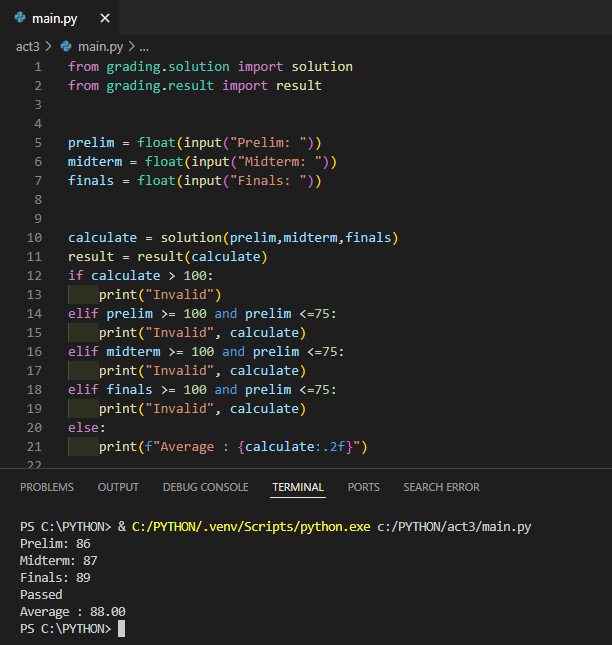 main.py ×
act3 > main.py > ...
1 from grading.solution import solution
2 from grading.result import result
3
4
5 prelim = float(input("Prelim: "))
6 midterm = float(input("Midterm: "))
7 finals = float(input("Finals: "))
8
9
10 calculate = solution(prelim,midterm,finals)
11 result = result(calculate)
12 if calculate > 100:
13     print("Invalid")
14 elif prelim >= 100 and prelim <=75:
15     print("Invalid", calculate)
16 elif midterm >= 100 and prelim <=75:
17     print("Invalid", calculate)
18 elif finals >= 100 and prelim <=75:
19     print("Invalid", calculate)
20 else:
21     print(f"Average : {calculate:.2f}")
22
PROBLEMS OUTPUT DEBUG CONSOLE TERMINAL PORTS SEARCH ERROR
PS C:\PYTHON> & C:/PYTHON/.venv/Scripts/python.exe c:/PYTHON/act3/main.py
Prelim: 86
Midterm: 87
Finals: 89
Passed
Average : 88.00
PS C:\PYTHON>